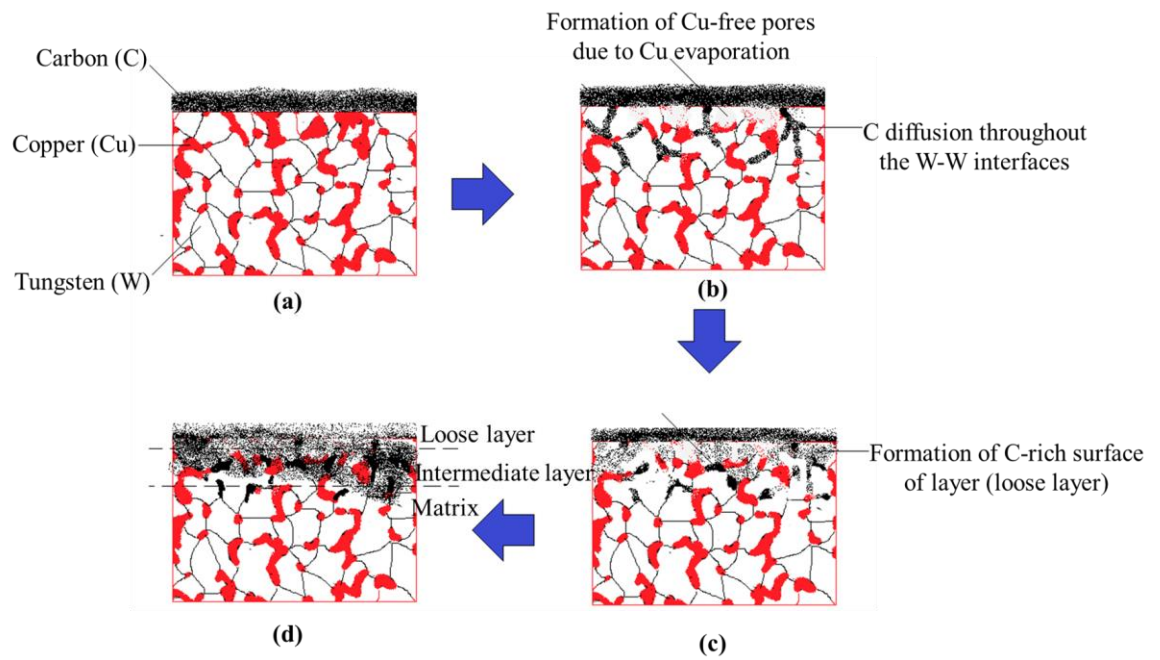 Carbon (C)
Copper (Cu)
Tungsten (W)
(a)
Formation of Cu-free pores
due to Cu evaporation
C diffusion throughout
the W-W interfaces
(b)
Formation of C-rich surface
of layer (loose layer)
(c)
Loose layer
Intermediate layer
Matrix
(d)